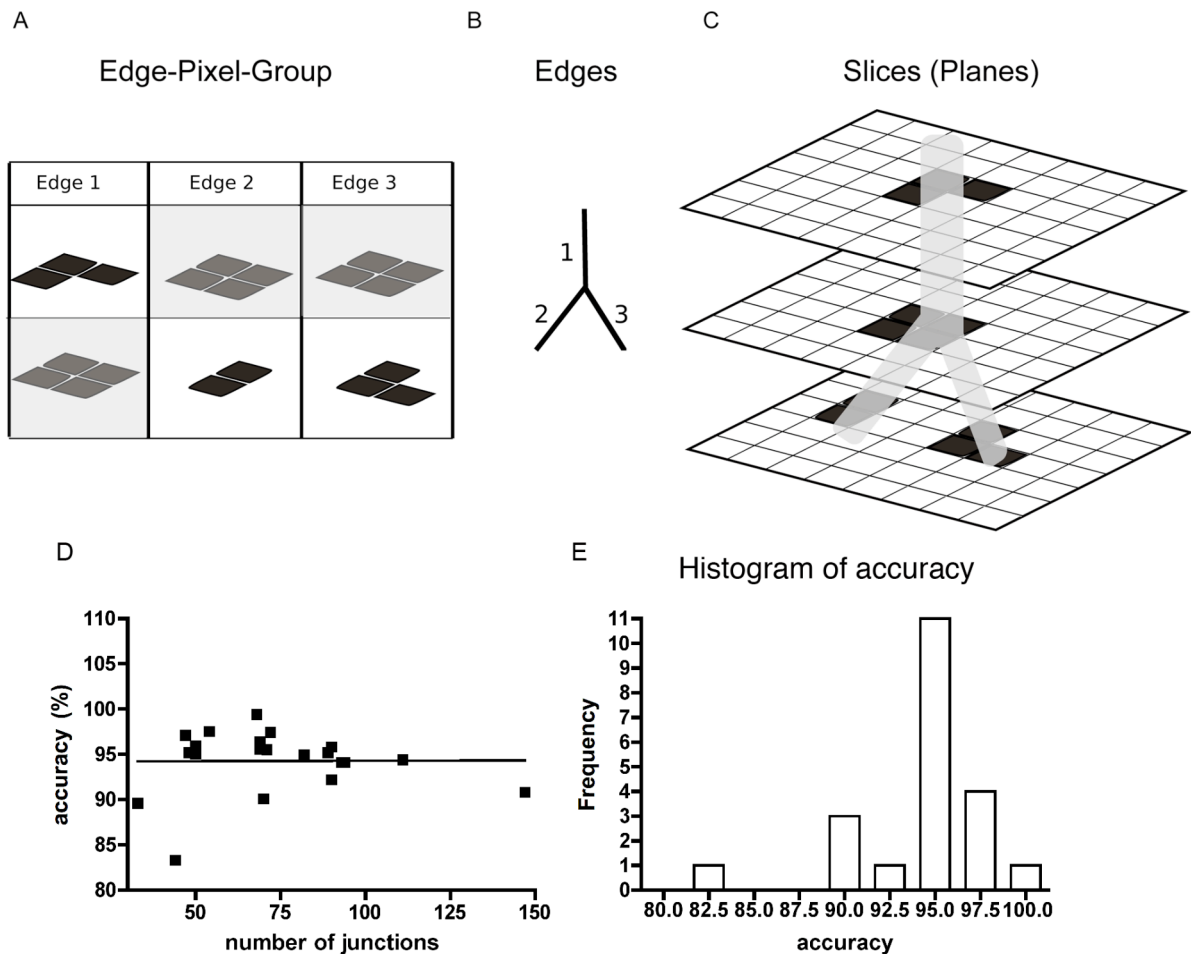 A
B
C
Edge-Pixel-Group
Edges
Slices (Planes)
Edge 1
Edge 2
Edge 3
1
2
3
D
110
105
100
95
90
85
80
accuracy (%)
50
75
100
125
150
number of junctions
E
Histogram of accuracy
11
10
9
8
7
6
5
4
3
2
1
0
Frequency
80.0 82.5 85.0 87.5 90.0 92.5 95.0 97.5 100.0
accuracy